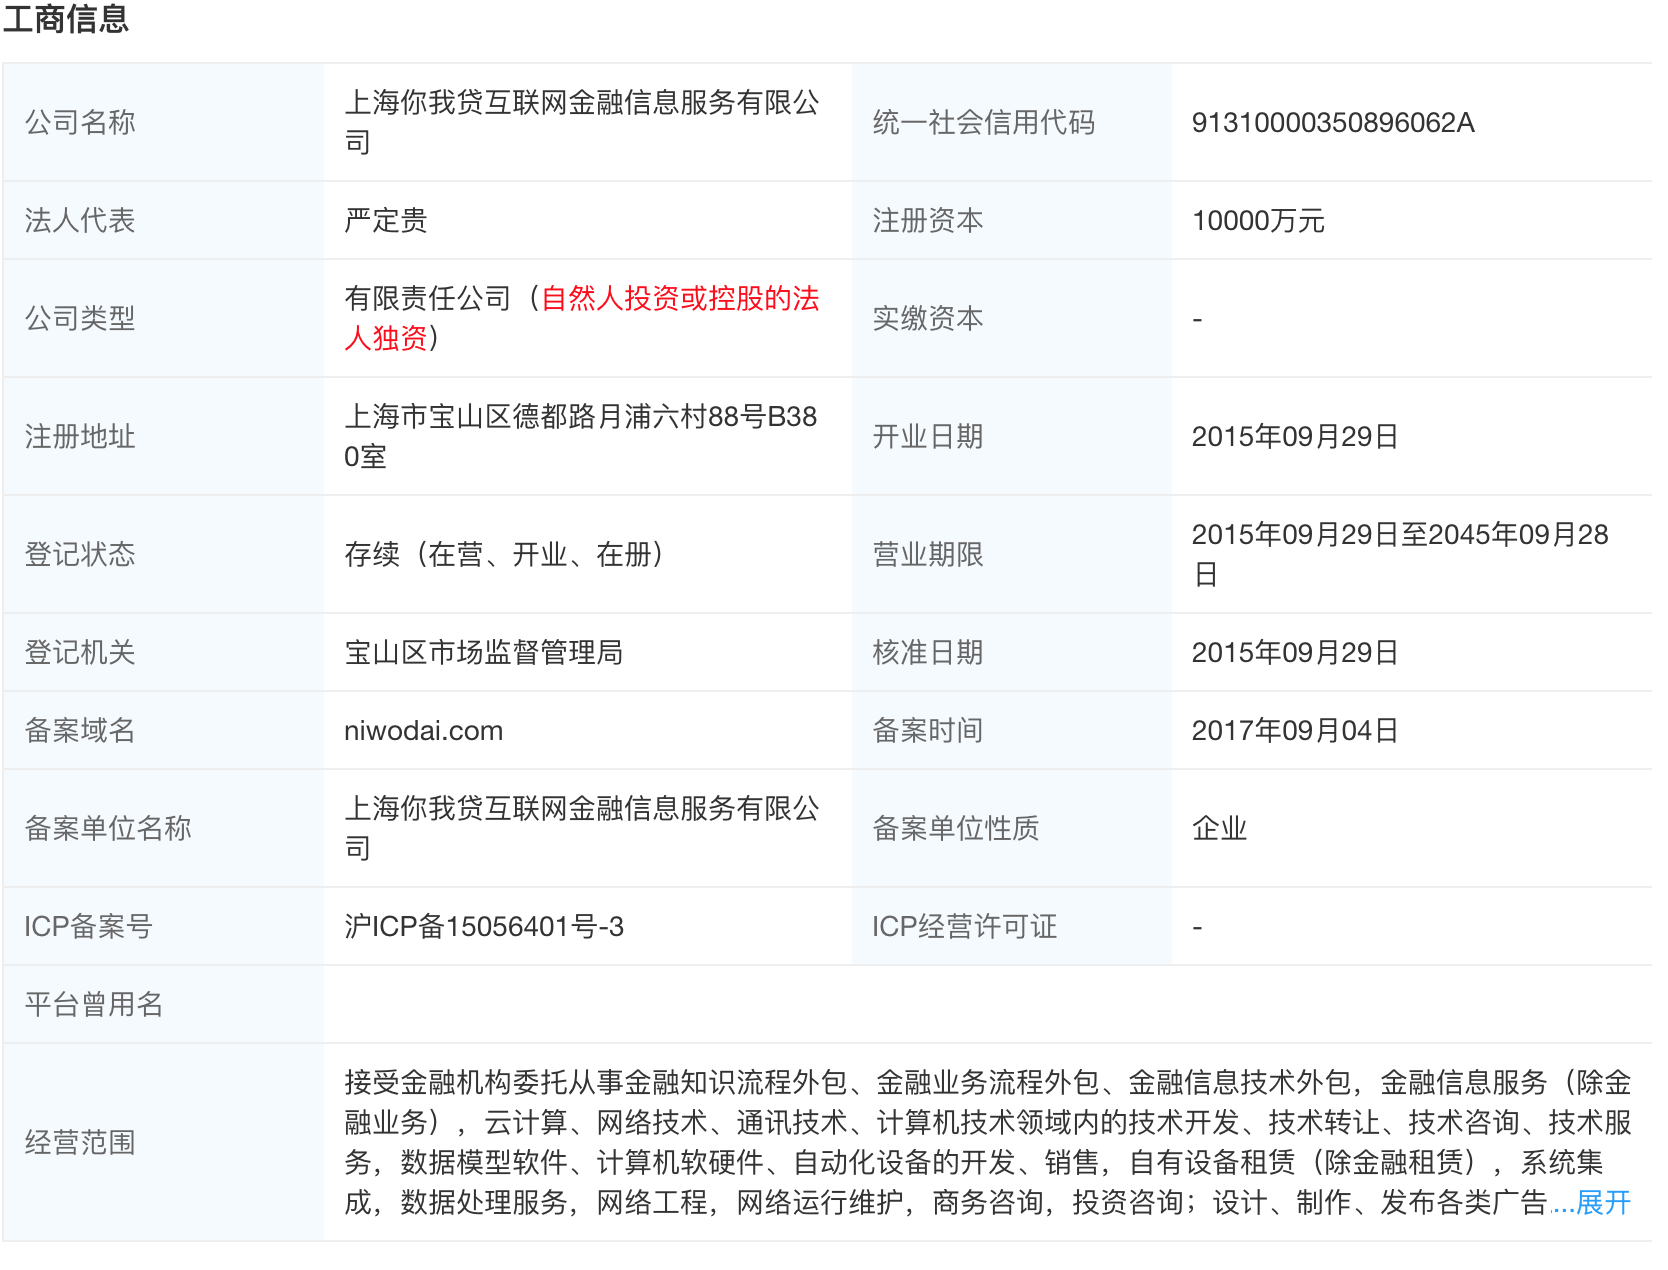 工商信息
公司名称
上海你我贷互联网金融信息服务有限公
司
统一社会信用代码
91310000350896062A
法人代表
严定贵
注册资本
10000万元
公司类型
有限责任公司（自然人投资或控股的法
人独资）
实缴资本
-
注册地址
上海市宝山区德都路月浦六村88号B38
0室
开业日期
2015年09月29日
登记状态
存续（在营、开业、在册）
营业期限
2015年09月29日至2045年09月28
日
登记机关
宝山区市场监督管理局
核准日期
2015年09月29日
备案域名
niwodai.com
备案时间
2017年09月04日
备案单位名称
上海你我贷互联网金融信息服务有限公
司
备案单位性质
企业
ICP备案号
沪ICP备15056401号-3
ICP经营许可证
-
平台曾用名
经营范围
接受金融机构委托从事金融知识流程外包、金融业务流程外包、金融信息技术外包，金融信息服务（除金
融业务），云计算、网络技术、通讯技术、计算机技术领域内的技术开发、技术转让、技术咨询、技术服
务，数据模型软件、计算机软硬件、自动化设备的开发、销售，自有设备租赁（除金融租赁），系统集
成，数据处理服务，网络工程，网络运行维护，商务咨询，投资咨询；设计、制作、发布各类广告...展开